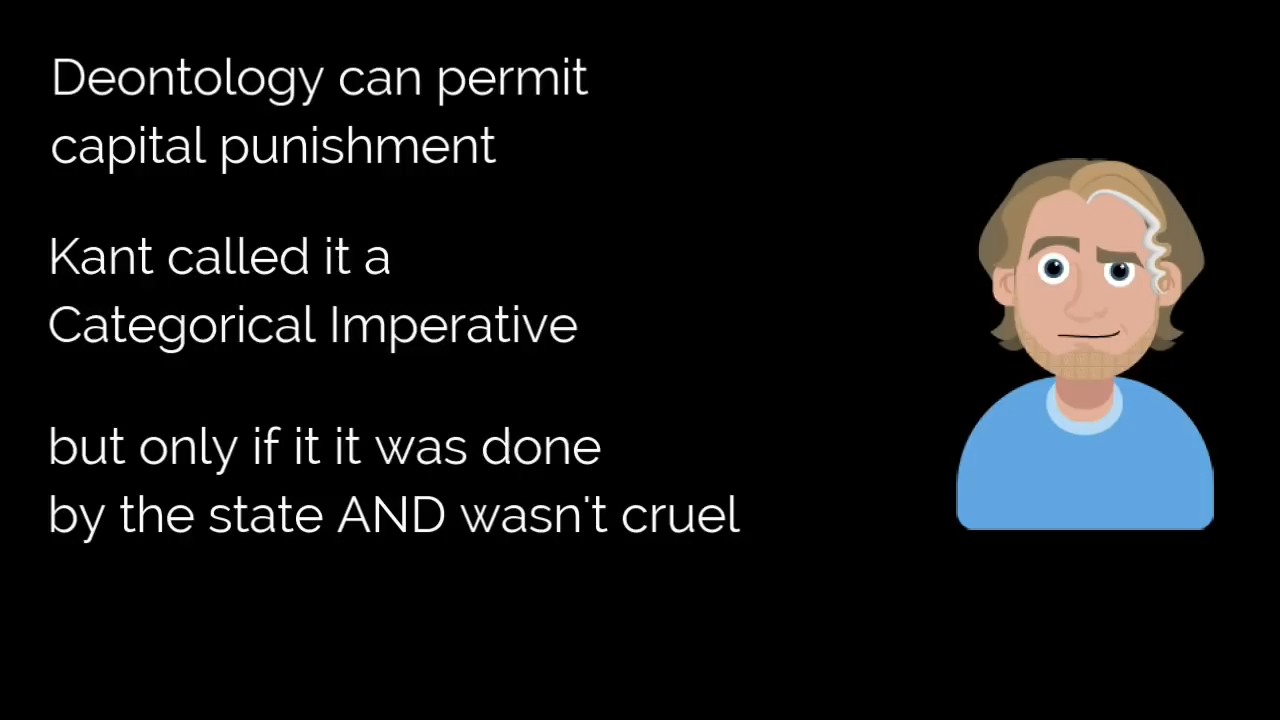 Deontology can permit
capital punishment
Kant called it a
Categorical Imperative
but only if it it was done
by the state AND wasn't cruel